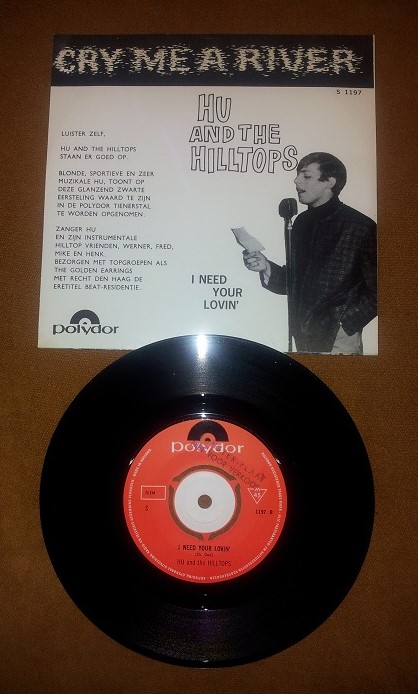 CRY ME A RIVER
S 1197
HU
AND THE
HILLTOPS
LUISTER ZELF,
HU AND THE HILLTOPS
STAAN ER GOED OP.
BLONDE, SPORTIEVE EN ZEER
MUZIKALE HU, TOONT OP
DEZE GLANZEND ZWARTE
EERSTELING WAARD TE ZIJN
IN DE POLYDOR TIENERSTAL
TE WORDEN OPGENOMEN.
ZANGER HU
EN ZIJN INSTRUMENTALE
HILLTOP VRIENDEN, WERNER, FRED,
MIKE EN HENK
BEZORGEN MET TOPGROEPEN ALS
THE GOLDEN EARRINGS
MET RECHT DEN HAAG DE
ERETITEL BEAT-RESIDENTIE.
I NEED
YOUR
LOVIN'
polydor
polydor
45
S
1197 B
I NEED YOUR LOVIN'
HU and the HILLTOPS